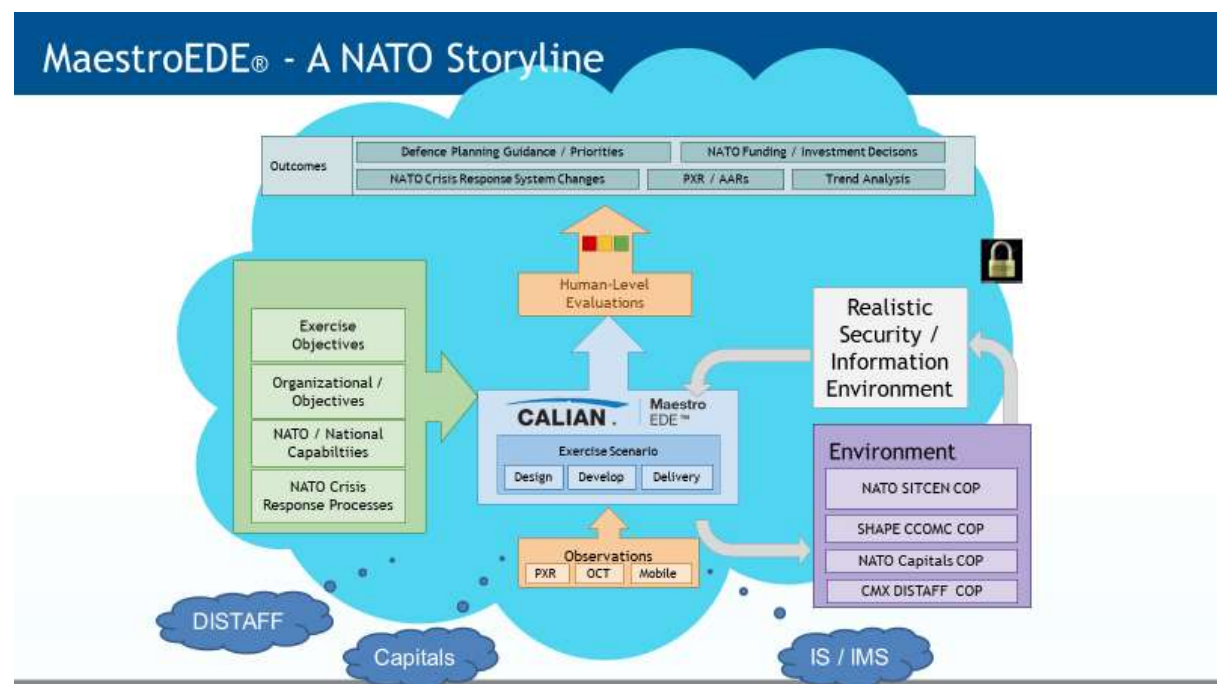 MaestroEDE® - A NATO Storyline
Outcomes
Defence Planning Guidance / Priorities
NATO Funding / Investment Decisons
NATO Crisis Response System Changes
PXR / AARs
Trend Analysis
Human-Level
Evaluations
Exercise
Objectives
Organizational /
Objectives
NATO / National
Capabiltiies
NATO Crisis
Response Processes
CALIAN.
Maestro
EDE™
Exercise Scenario
Design
Develop
Delivery
Observations
PXR
OCT
Mobile
Realistic
Security /
Information
Environment
Environment
NATO SITCEN COP
SHAPE CCOMC COP
NATO Capitals COP
CMX DISTAFF COP
DISTAFF
Capitals
IS / IMS